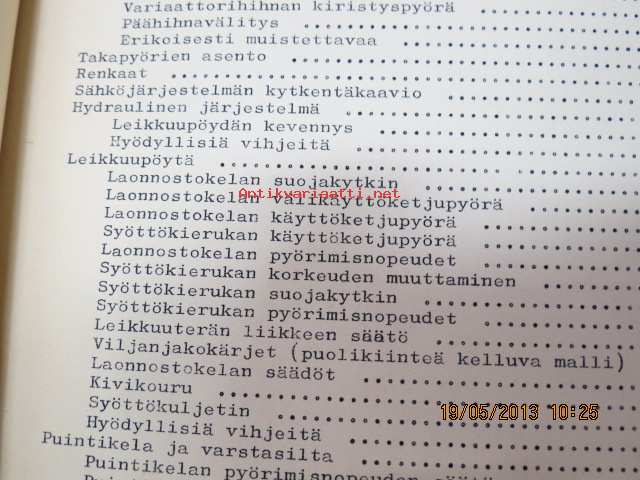 Variaattorihihnan kiristyspyörä
Päähihnavälitys
Erikoisesti muistettavaa
Takapyörien asento
Renkaat
Sähköjärjestelmän kytkentäkaavio
Hydraulinen järjestelmä
Leikkuupöydän kevennys
Hyödyllisiä vihjeitä
Leikkuupöytä
Laonnostokelan suojakytkin
Antikvariaatti.net
Laonnostokelan välikäyttöketjupyörä
Laonnostokelan käyttöketjupyörä
Syöttökierukan käyttöketjupyörä
Laonnostokelan pyörimisnopeudet
Syöttökierukan korkeuden muuttaminen
Syöttökierukan suojakytkin
Syöttökierukan pyörimisnopeudet
Leikkuuterän liikkeen säätö
Viljanjakokärjet (puolikiinteä kelluva malli)
Laonnostokelan säädöt
Kivikouru
19/05/2013 10:25
Syöttökuljetin
Hyödyllisiä vihjeitä
Puintikela ja varstasilta
Puintikelan pyörimisnopeuden